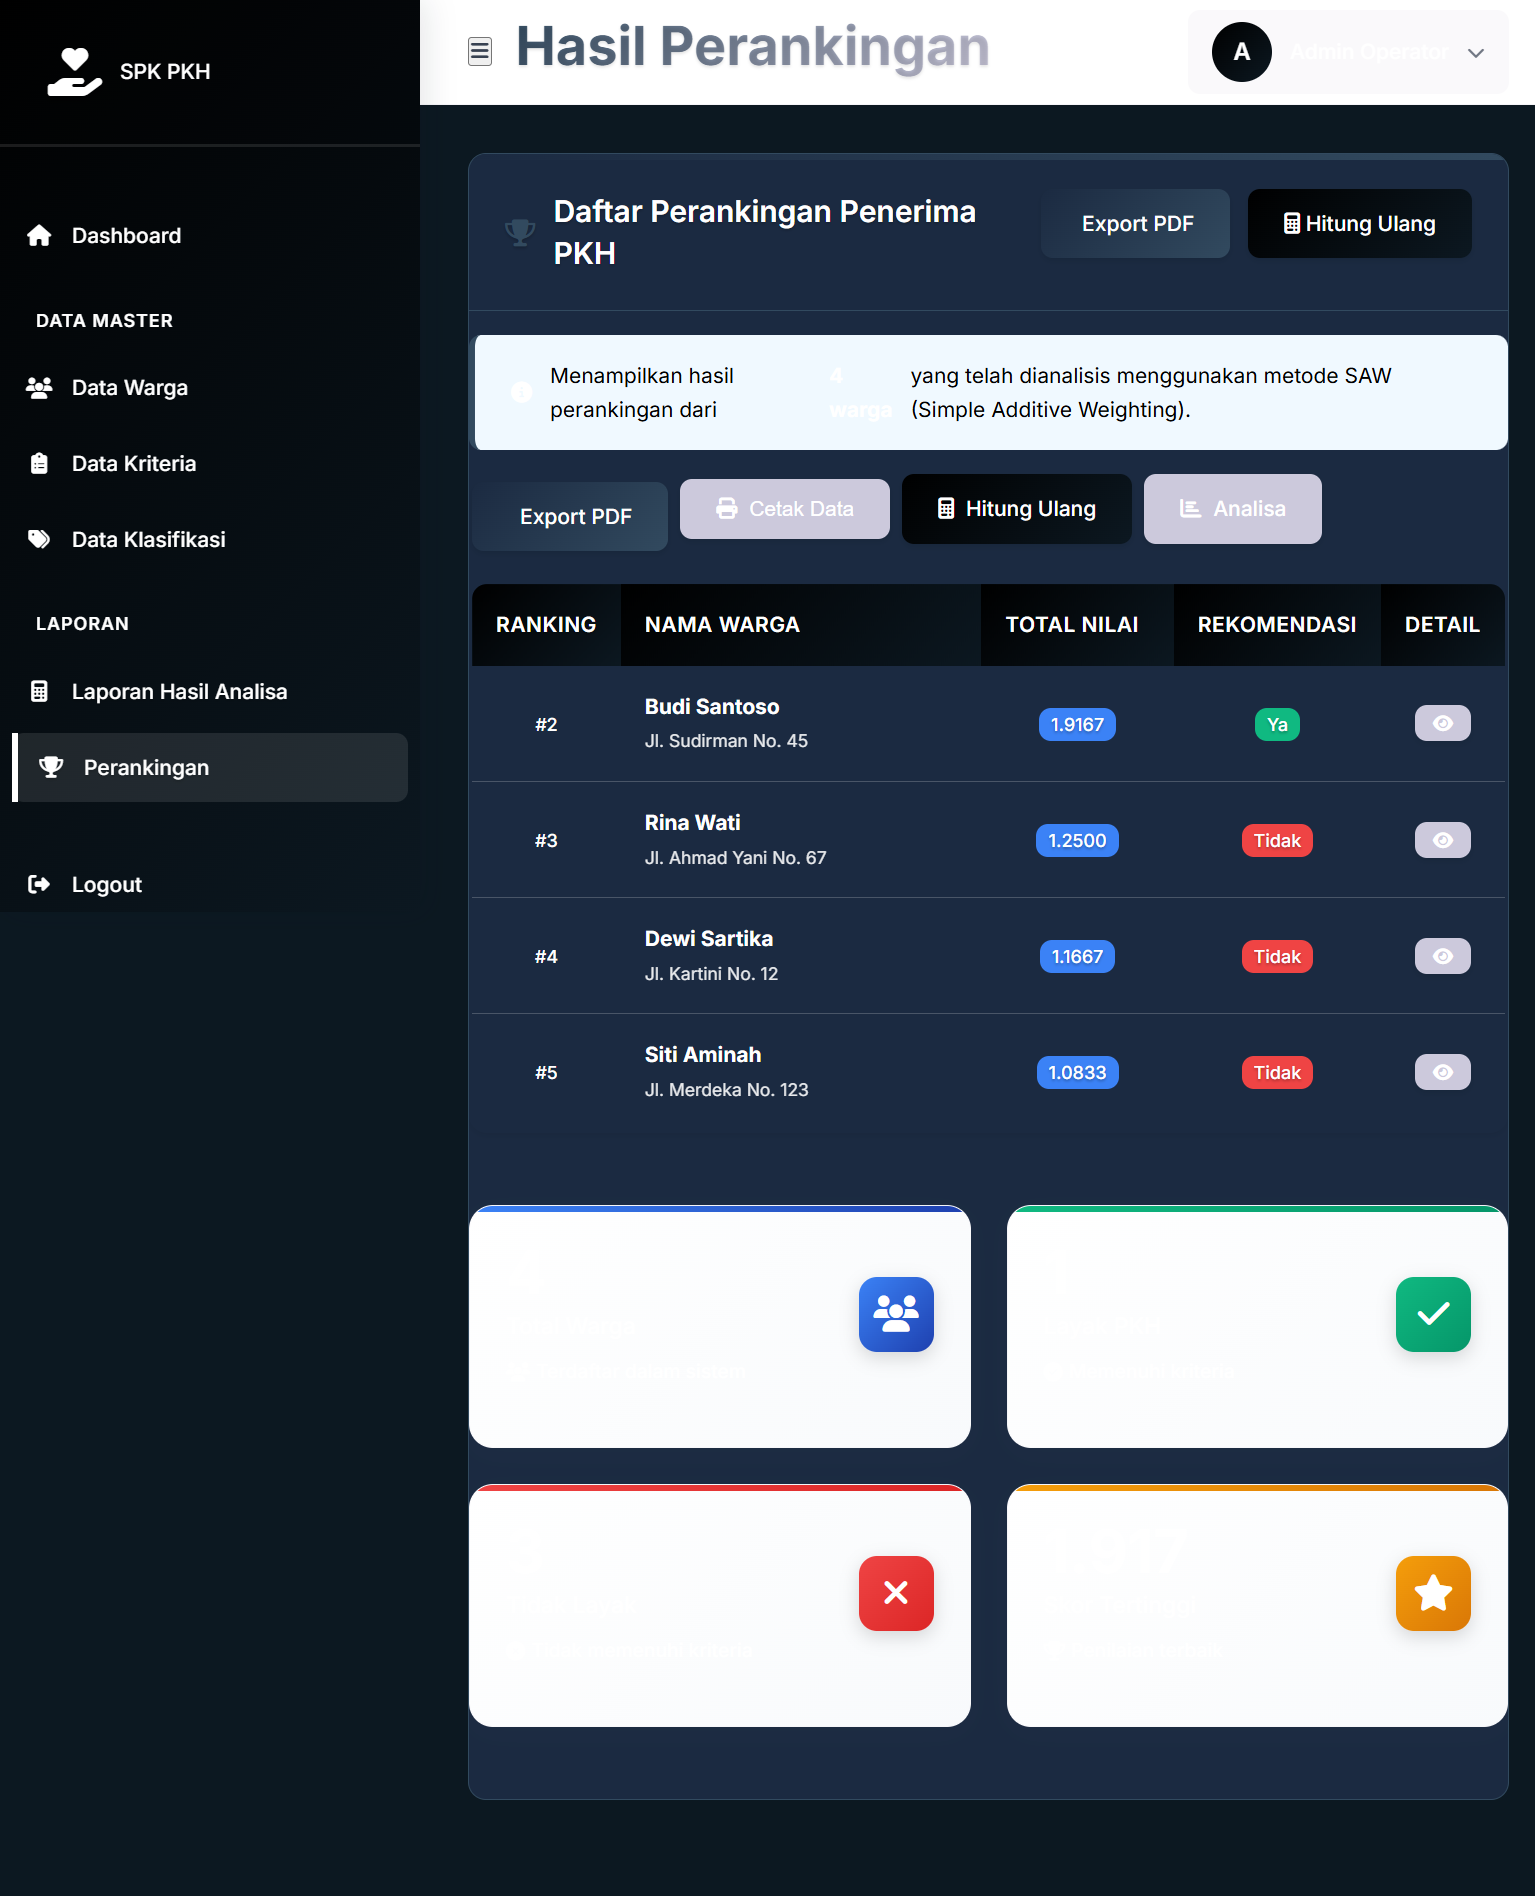 SPK PKH
Hasil Perankingan
A
Admin Operator
Dashboard
DATA MASTER
Data Warga
Data Kriteria
Data Klasifikasi
LAPORAN
Laporan Hasil Analisa
Perankingan
Logout
Daftar Perankingan Penerima
PKH
Export PDF
Hitung Ulang
Menampilkan hasil
perankingan dari
4
warga
yang telah dianalisis menggunakan metode SAW
(Simple Additive Weighting).
Export PDF
Cetak Data
Hitung Ulang
Analisa
RANKING NAMA WARGA TOTAL NILAI REKOMENDASI DETAIL
#2 Budi Santoso 1.9167 Ya
Jl. Sudirman No. 45
#3 Rina Wati 1.2500 Tidak
Jl. Ahmad Yani No. 67
#4 Dewi Sartika 1.1667 Tidak
Jl. Kartini No. 12
#5 Siti Aminah 1.0833 Tidak
Jl. Merdeka No. 123